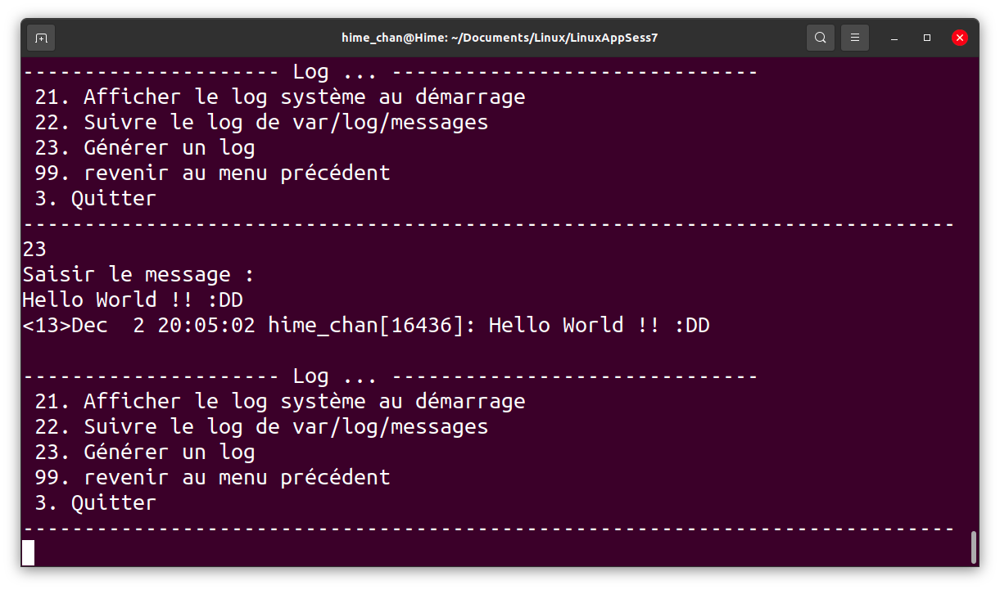 hime_chan@Hime: ~/Documents/Linux/LinuxAppSess7
--------------------- Log ... ------------------------------
21. Afficher le log système au démarrage
22. Suivre le log de var/log/messages
23. Générer un log
99. revenir au menu précédent
3. Quitter
----------------------------------------------------------------------------
23
Saisir le message :
Hello World !! :DD
<13>Dec  2 20:05:02 hime_chan[16436]: Hello World !! :DD
--------------------- Log ... ------------------------------
21. Afficher le log système au démarrage
22. Suivre le log de var/log/messages
23. Générer un log
99. revenir au menu précédent
3. Quitter
----------------------------------------------------------------------------